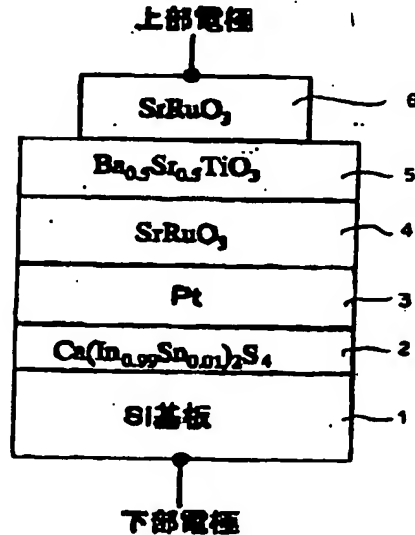 上部電極
SrRuO₃ 6
Ba₀.₅Sr₀.₅TiO₃ 5
SrRuO₃ 4
Pt 3
Ca(In₀.₉₉Sn₀.₀₁)₂S₄ 2
Si基板 1
下部電極